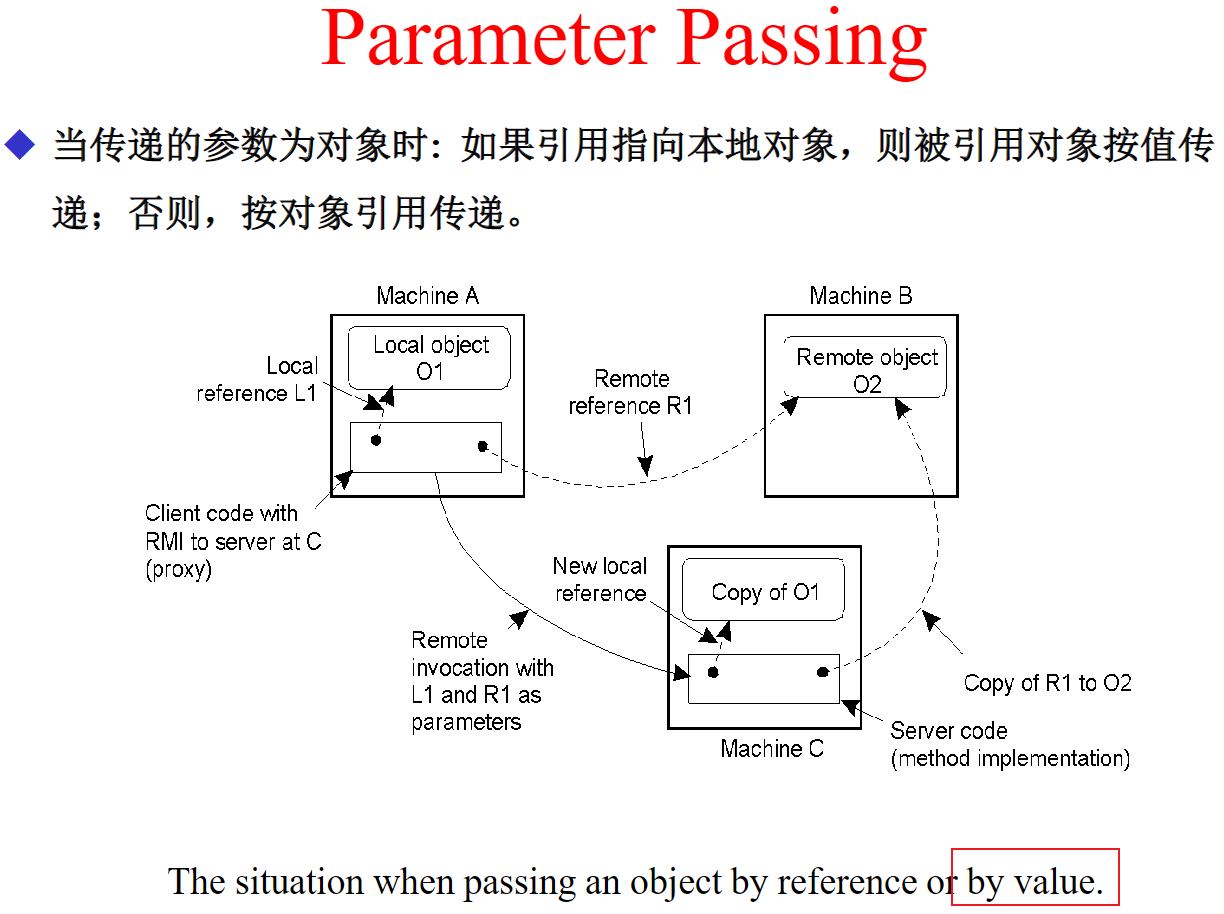 Parameter Passing
当传递的参数为对象时: 如果引用指向本地对象，则被引用对象按值传
递；否则，按对象引用传递。
Machine A
Machine B
Local object
O1
Local
reference L1
Remote object
O2
Remote
reference R1
Client code with
RMI to server at C
(proxy)
New local
reference
Copy of O1
Remote
invocation with
L1 and R1 as
parameters
Copy of R1 to O2
Server code
(method implementation)
Machine C
The situation when passing an object by reference or by value.